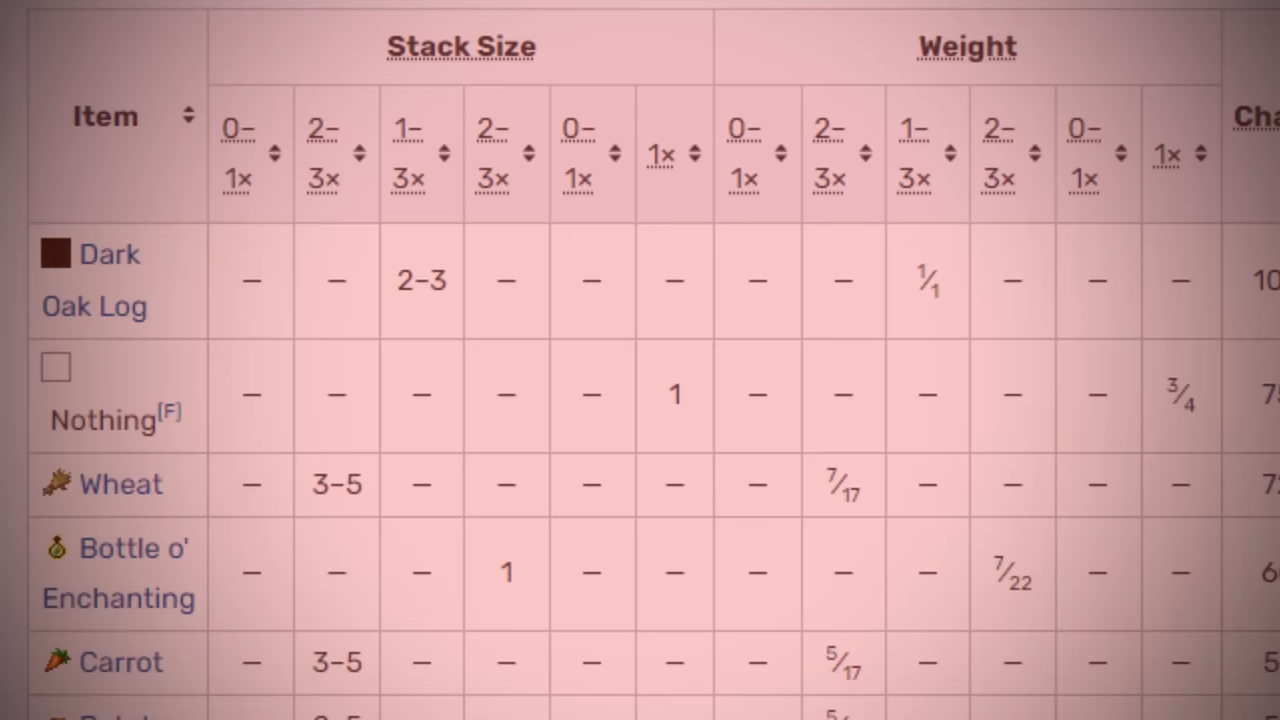 Stack Size Weight
Item 0–1× 2–3× 1–3× 2–3× 0–1× 1× 0–1× 2–3× 1–3× 2–3× 0–1× 1×
Dark Oak Log – – 2–3 – – – – – 1/1 – – –
Nothing[F] – – – – – 1 – – – – – 3/4
Wheat – 3–5 – – – – – 7/17 – – – –
Bottle o' Enchanting – – – 1 – – – – – 7/22 – –
Carrot – 3–5 – – – – – 5/17 – – – –